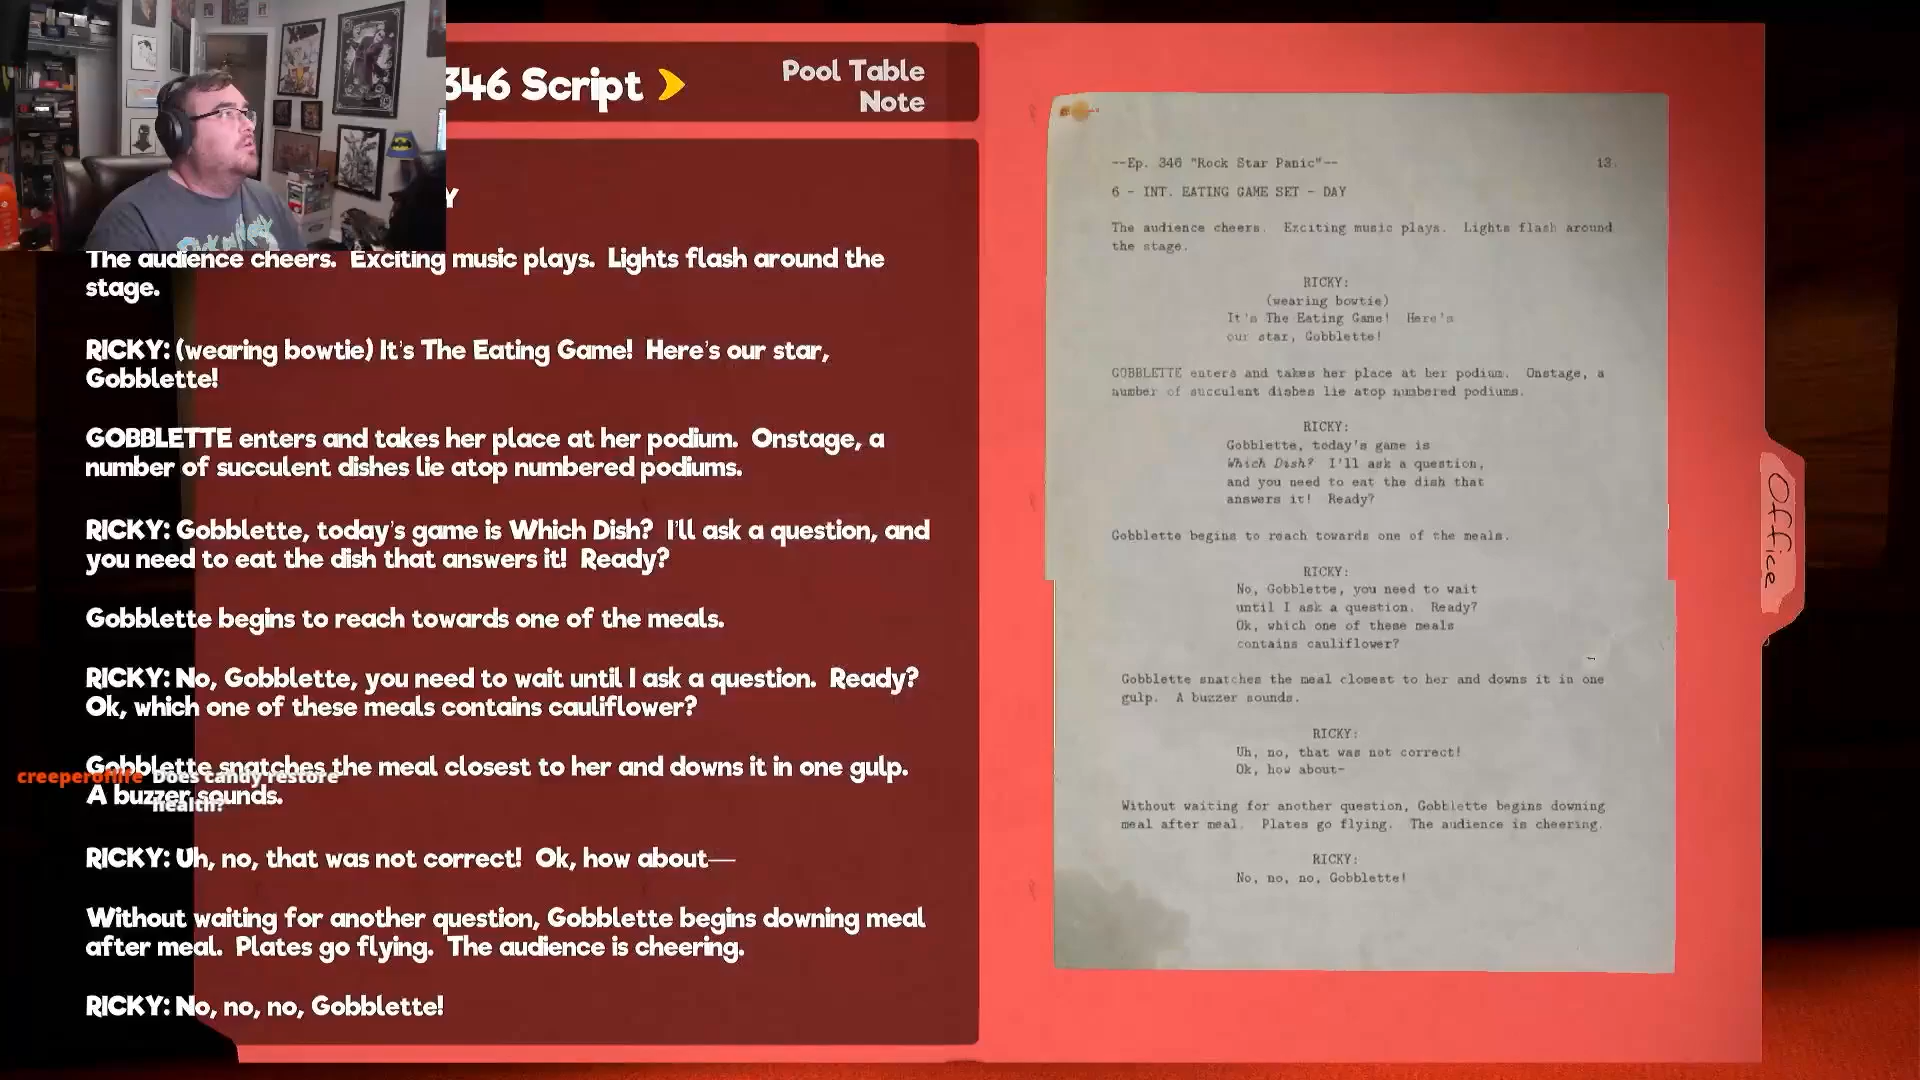 346 Script
Pool Table
Note
Y
The audience cheers.  Exciting music plays.  Lights flash around the
stage.
RICKY: (wearing bowtie) It's The Eating Game!  Here's our star,
Gobblette!
GOBBLETTE enters and takes her place at her podium.  Onstage, a
number of succulent dishes lie atop numbered podiums.
RICKY: Gobblette, today's game is Which Dish?  I'll ask a question, and
you need to eat the dish that answers it!  Ready?
Gobblette begins to reach towards one of the meals.
RICKY: No, Gobblette, you need to wait until I ask a question.  Ready?
Ok, which one of these meals contains cauliflower?
Gobblette snatches the meal closest to her and downs it in one gulp.
A buzzer sounds.
creeperoflife Does candy restore
health?
RICKY: Uh, no, that was not correct!  Ok, how about—
Without waiting for another question, Gobblette begins downing meal
after meal.  Plates go flying.  The audience is cheering.
RICKY: No, no, no, Gobblette!
--Ep. 346 "Rock Star Panic"--
13.
6 - INT. EATING GAME SET - DAY
The audience cheers.  Exciting music plays.  Lights flash around
the stage.
RICKY:
(wearing bowtie)
It's The Eating Game!  Here's
our star, Gobblette!
GOBBLETTE enters and takes her place at her podium.  Onstage, a
number of succulent dishes lie atop numbered podiums.
RICKY:
Gobblette, today's game is
Which Dish?  I'll ask a question,
and you need to eat the dish that
answers it!  Ready?
Gobblette begins to reach towards one of the meals.
RICKY:
No, Gobblette, you need to wait
until I ask a question.  Ready?
Ok, which one of these meals
contains cauliflower?
Gobblette snatches the meal closest to her and downs it in one
gulp.  A buzzer sounds.
RICKY:
Uh, no, that was not correct!
Ok, how about-
Without waiting for another question, Gobblette begins downing
meal after meal.  Plates go flying.  The audience is cheering.
RICKY:
No, no, no, Gobblette!
Office